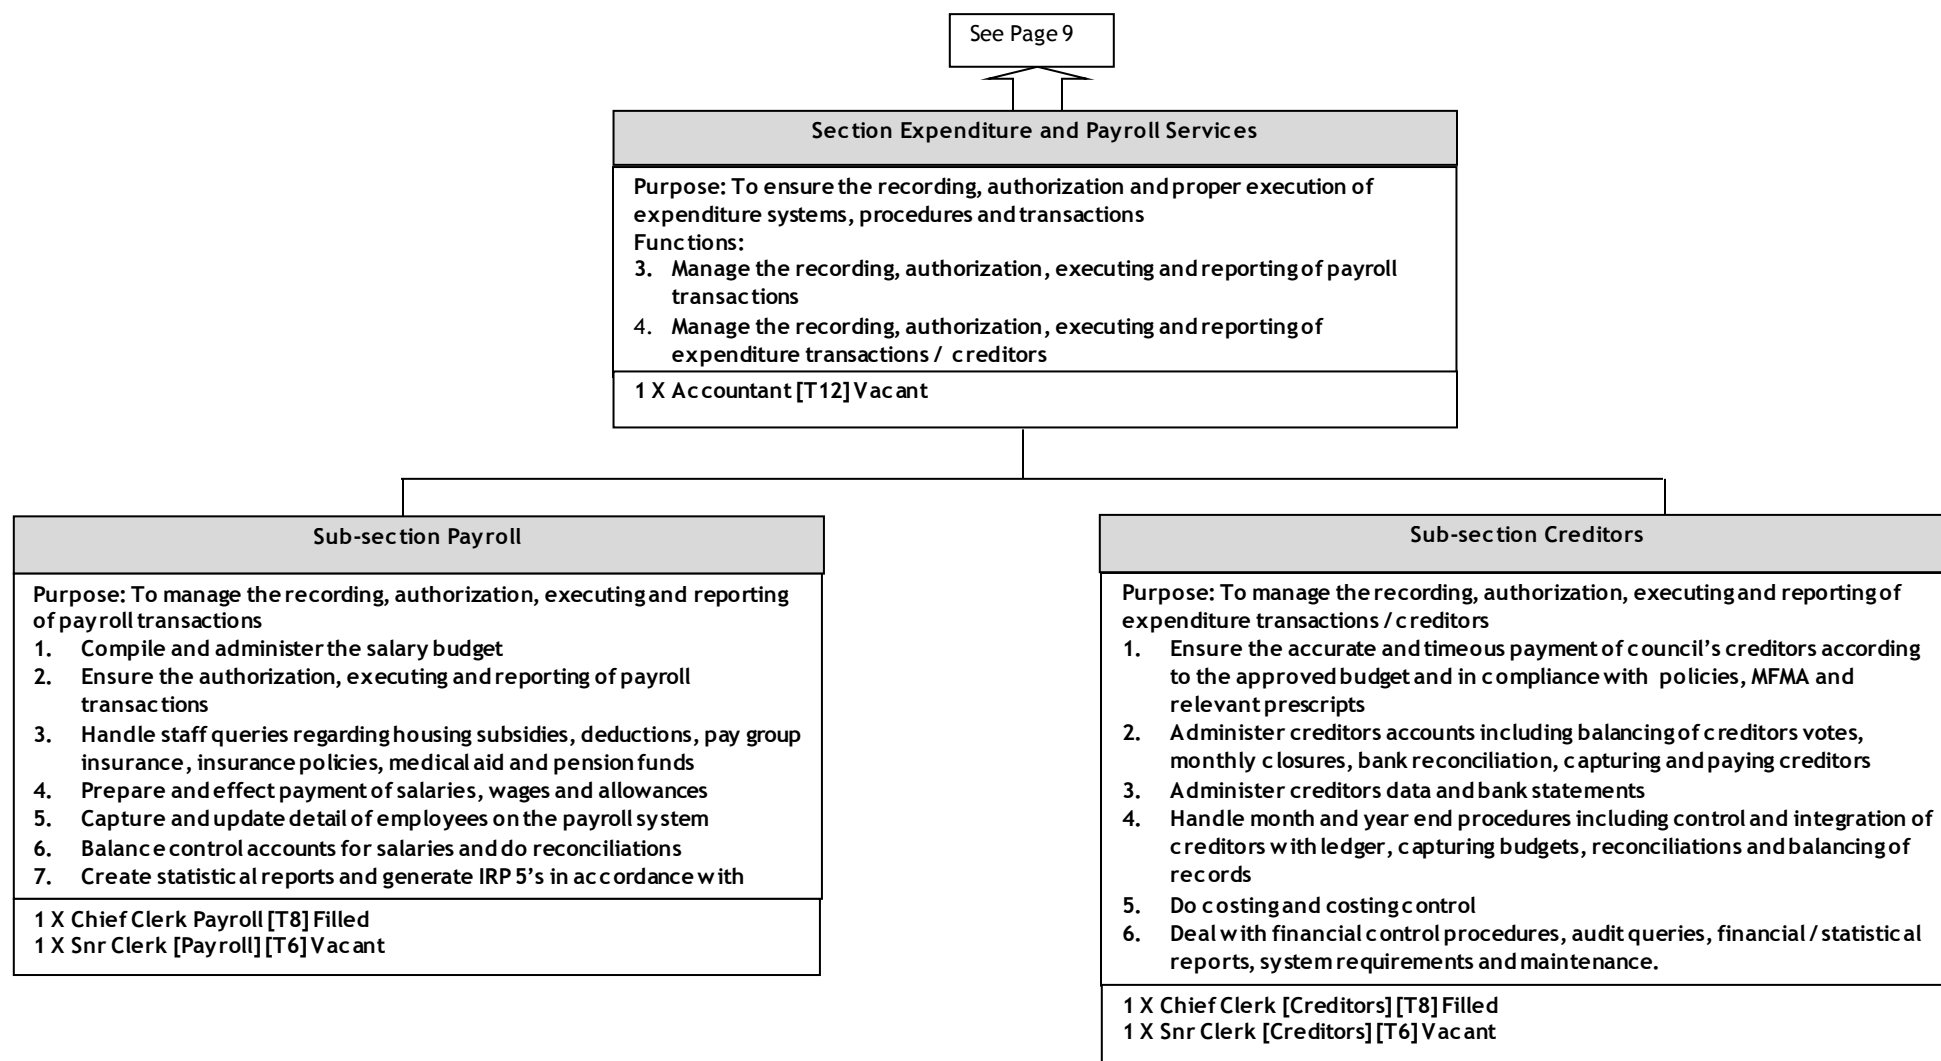 See Page 9
Section Expenditure and Payroll Services
Purpose: To ensure the recording, authorization and proper execution of
expenditure systems, procedures and transactions
Functions:
3. Manage the recording, authorization, executing and reporting of payroll
transactions
4. Manage the recording, authorization, executing and reporting of
expenditure transactions / creditors
1 X Accountant [T12] Vacant
Sub-section Payroll
Purpose: To manage the recording, authorization, executing and reporting
of payroll transactions
1. Compile and administer the salary budget
2. Ensure the authorization, executing and reporting of payroll
transactions
3. Handle staff queries regarding housing subsidies, deductions, pay group
insurance, insurance policies, medical aid and pension funds
4. Prepare and effect payment of salaries, wages and allowances
5. Capture and update detail of employees on the payroll system
6. Balance control accounts for salaries and do reconciliations
7. Create statistical reports and generate IRP 5's in accordance with
1 X Chief Clerk Payroll [T8] Filled
1 X Snr Clerk [Payroll] [T6] Vacant
Sub-section Creditors
Purpose: To manage the recording, authorization, executing and reporting of
expenditure transactions / creditors
1. Ensure the accurate and timeous payment of council’s creditors according
to the approved budget and in compliance with policies, MFMA and
relevant prescripts
2. Administer creditors accounts including balancing of creditors votes,
monthly closures, bank reconciliation, capturing and paying creditors
3. Administer creditors data and bank statements
4. Handle month and year end procedures including control and integration of
creditors with ledger, capturing budgets, reconciliations and balancing of
records
5. Do costing and costing control
6. Deal with financial control procedures, audit queries, financial / statistical
reports, system requirements and maintenance.
1 X Chief Clerk [Creditors] [T8] Filled
1 X Snr Clerk [Creditors] [T6] Vacant